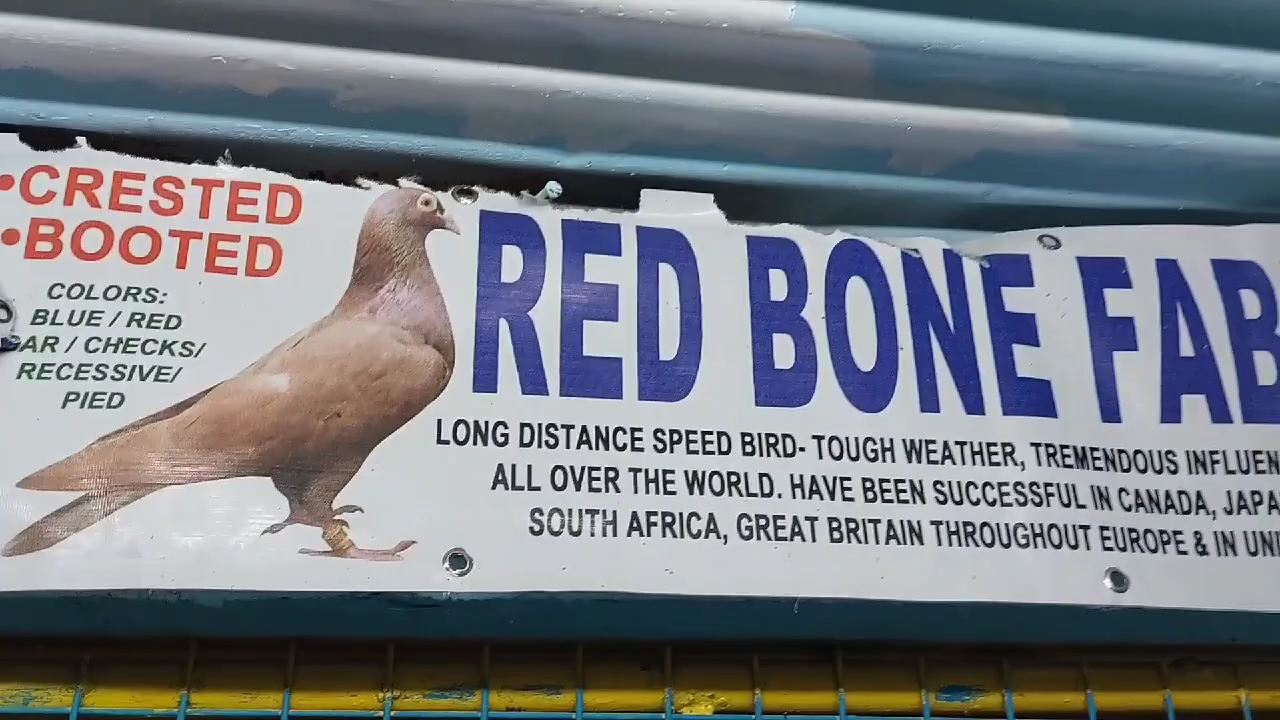 •CRESTED
•BOOTED
COLORS:
BLUE / RED
AR / CHECKS/
RECESSIVE/
PIED
RED BONE FAB
LONG DISTANCE SPEED BIRD- TOUGH WEATHER, TREMENDOUS INFLUEN
ALL OVER THE WORLD. HAVE BEEN SUCCESSFUL IN CANADA, JAPA
SOUTH AFRICA, GREAT BRITAIN THROUGHOUT EUROPE & IN UNI